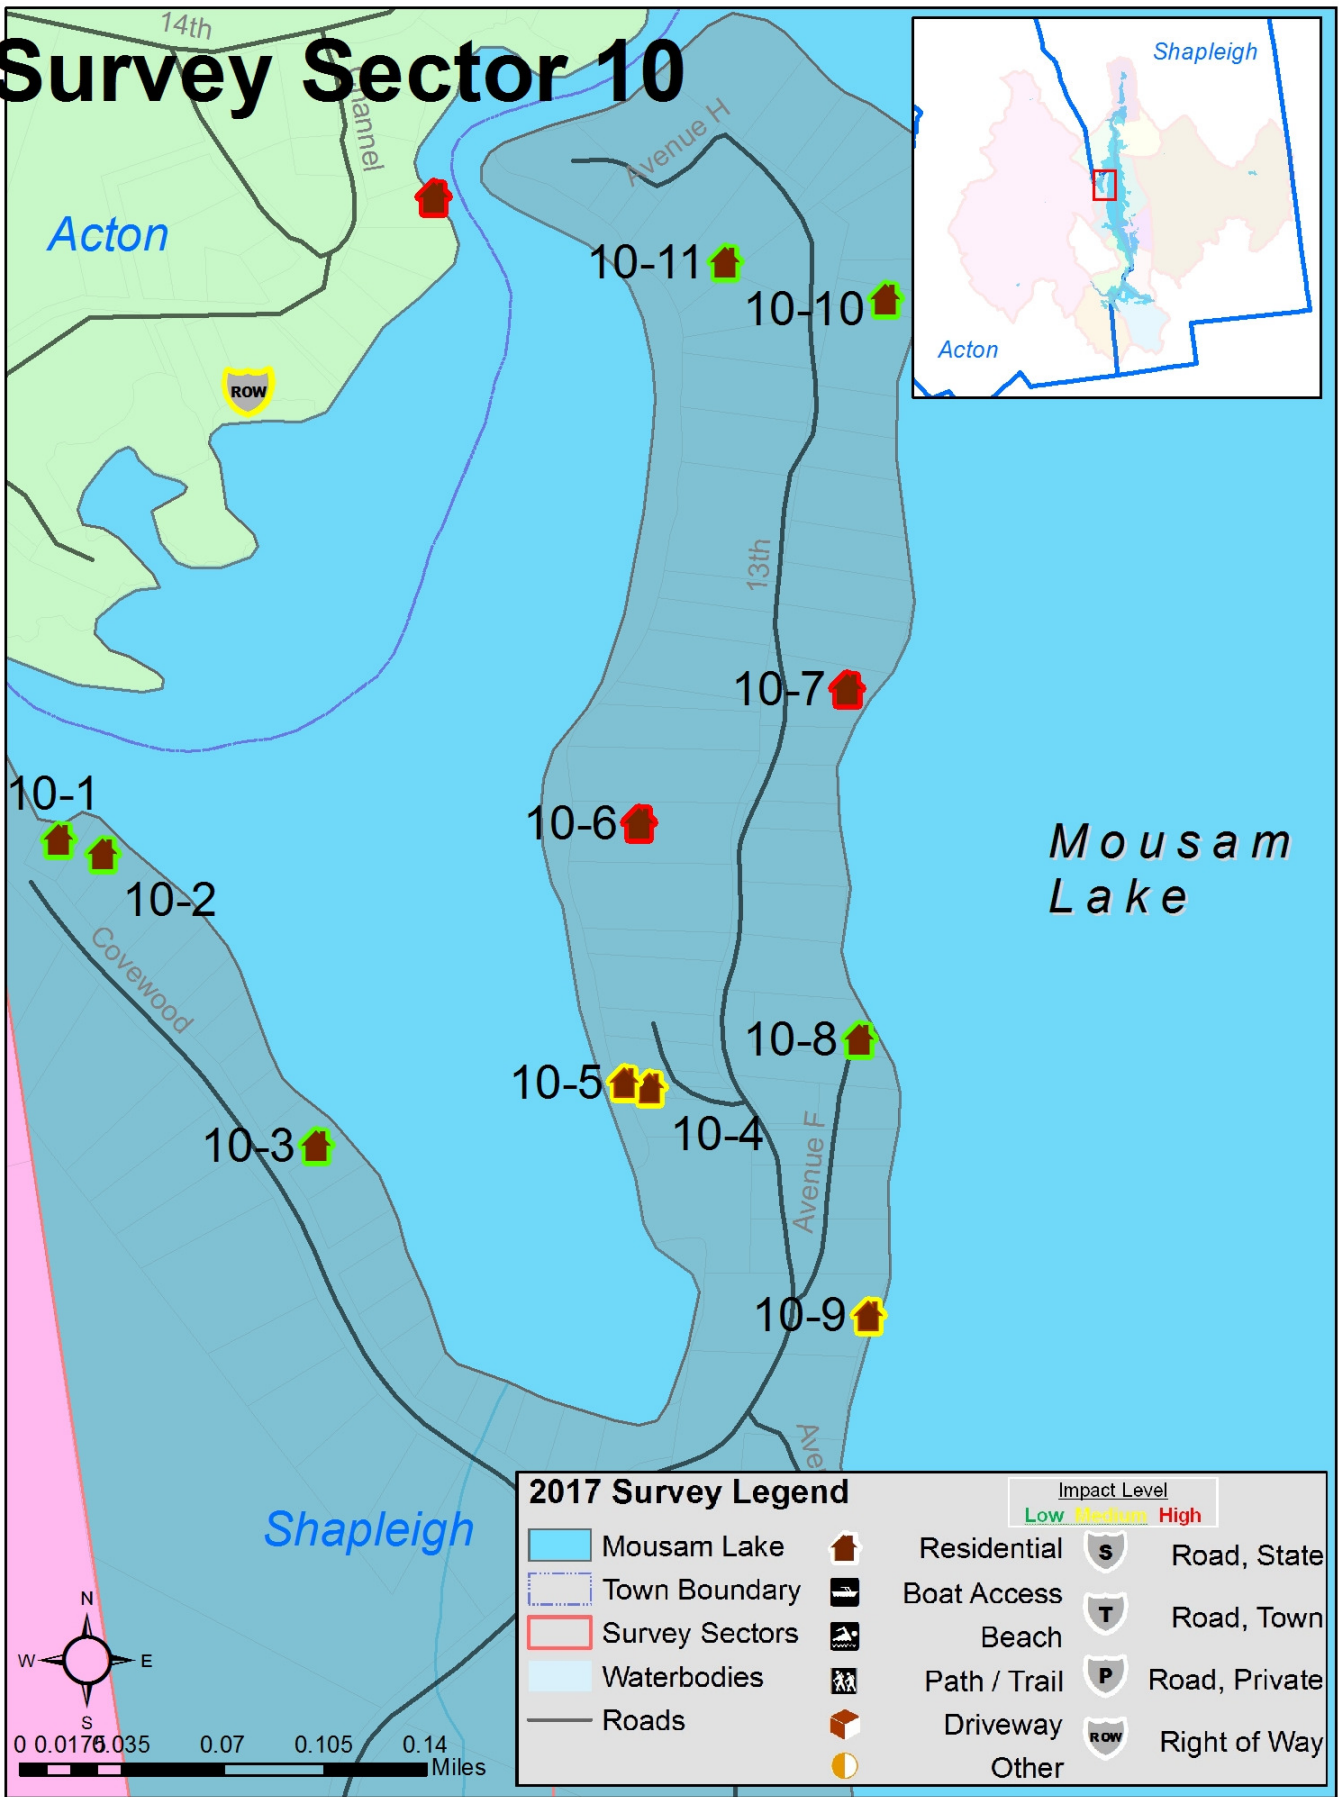 14th
Survey Sector 10
Channel
Acton
ROW
Avenue H
10-11
10-10
Shapleigh
Acton
13th
10-7
10-6
10-1
10-2
Covewood
Mousam
Lake
10-8
10-5
10-4
10-3
Avenue F
10-9
Shapleigh
2017 Survey Legend
Impact Level
Low Medium High
Mousam Lake
Town Boundary
Survey Sectors
Waterbodies
Roads
Residential
Boat Access
Beach
Path / Trail
Driveway
Other
S Road, State
T Road, Town
P Road, Private
ROW Right of Way
N
W E
S
0 0.0175 0.035 0.07 0.105 0.14
Miles